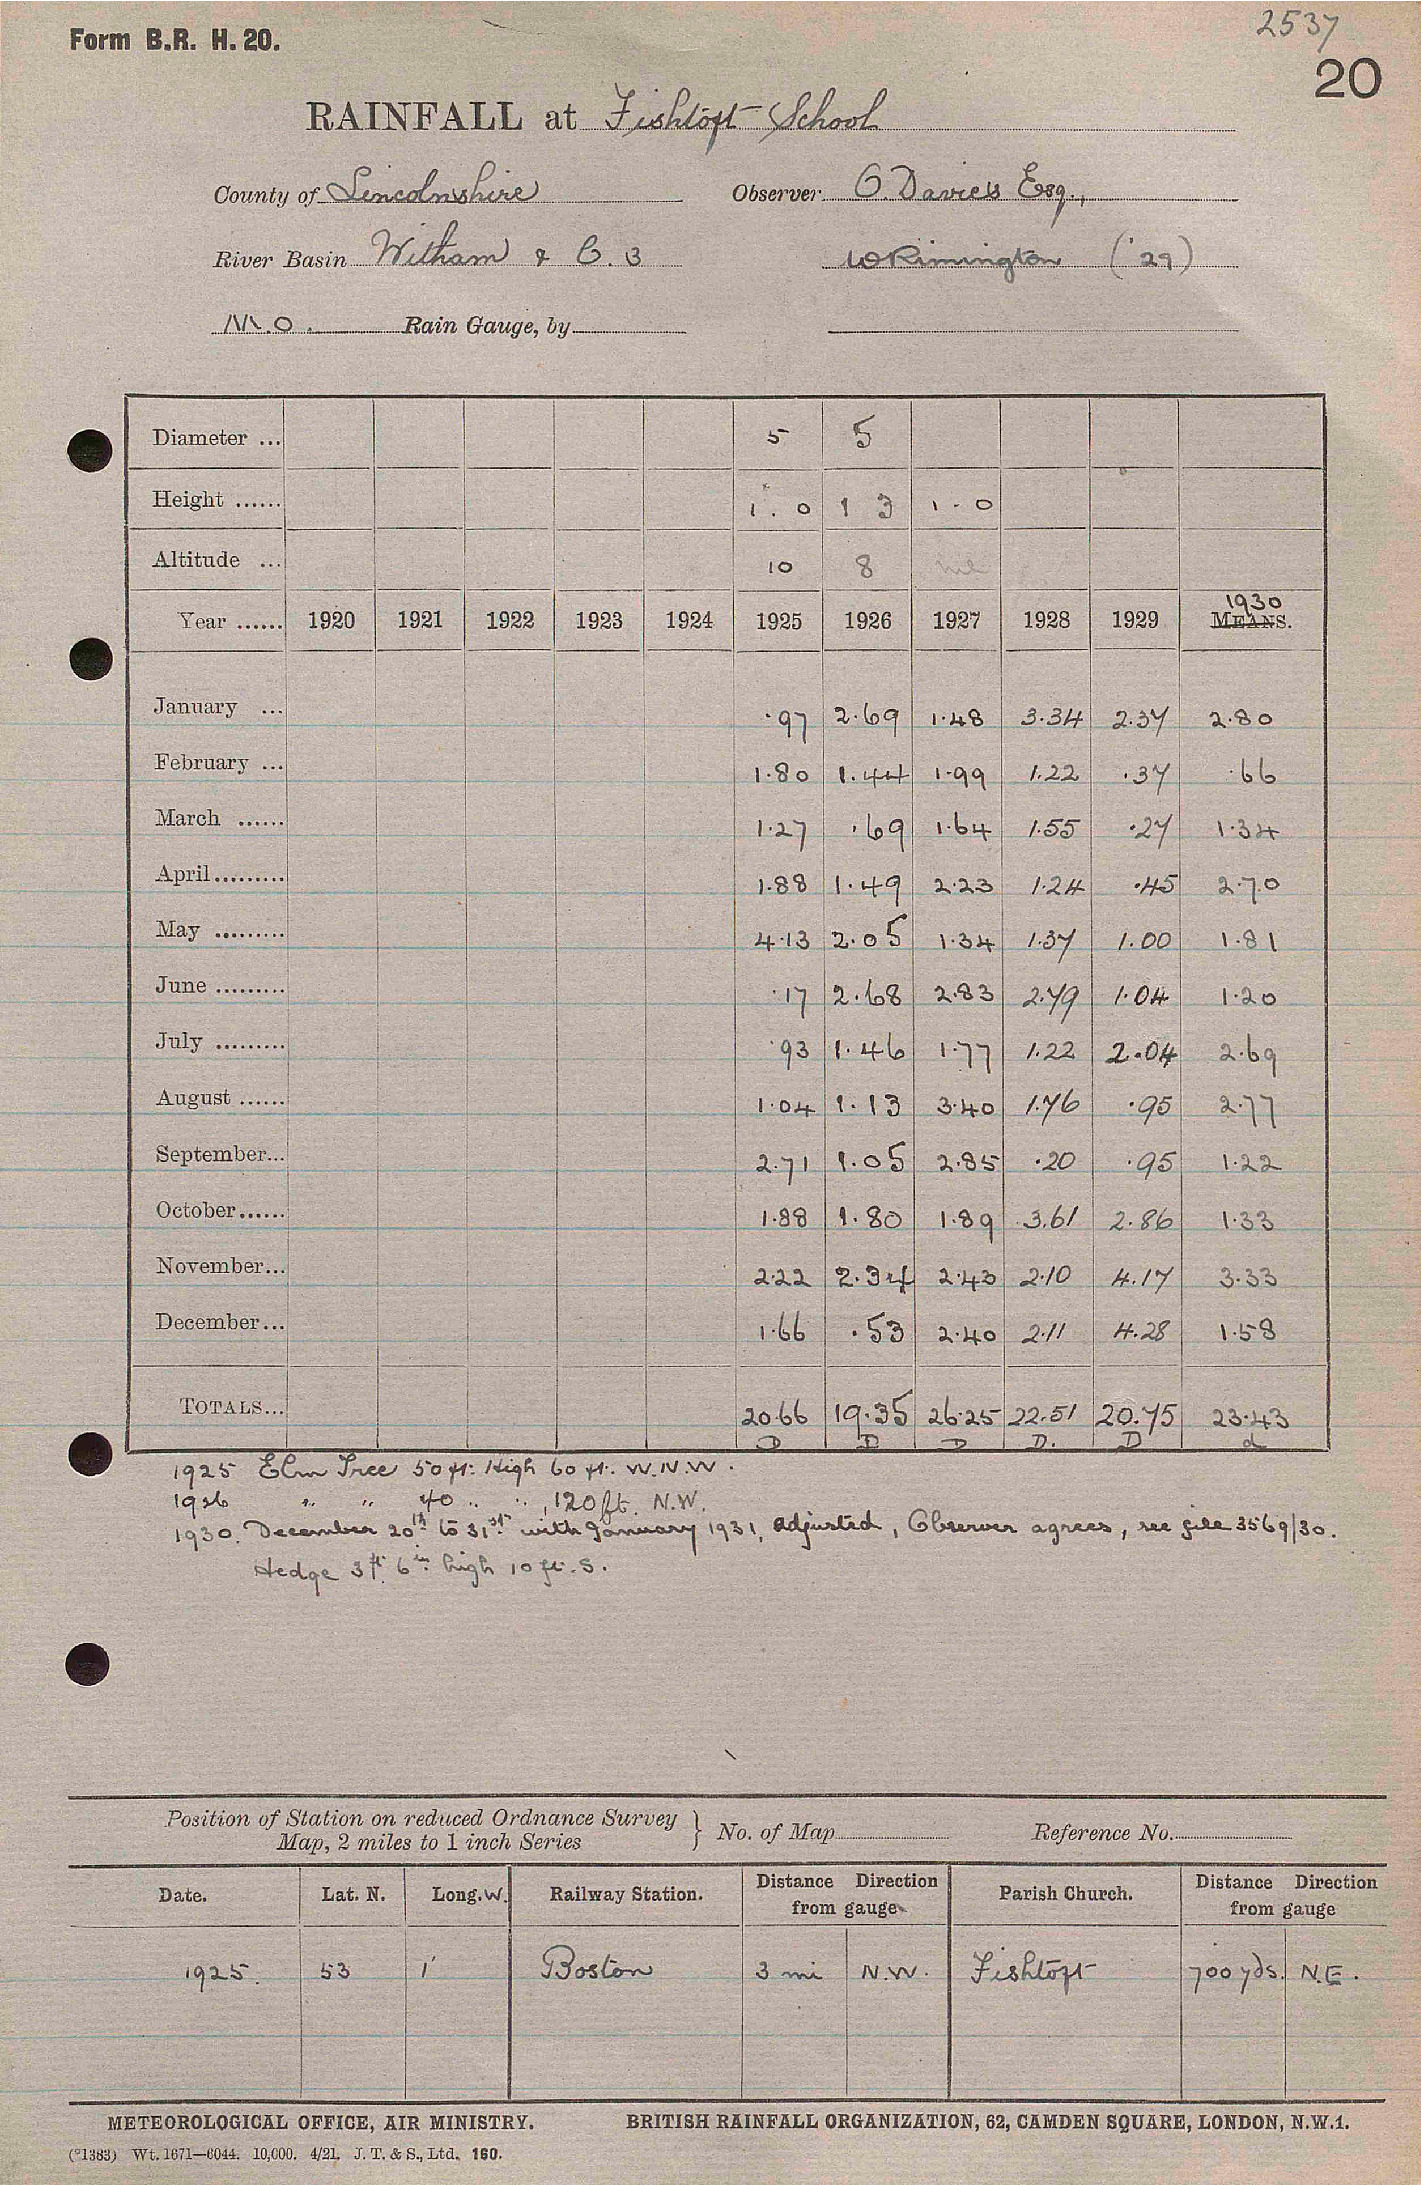 2537
Form B.R. H. 20.
20
RAINFALL at Fishtoft School
County of Lincolnshire Observer O Davies Esq.,
River Basin Witham & C. 3 W Rimington ('29)
M.O. Rain Gauge, by
Diameter ... 5 5
Height ...... 1.0 1 3 1-0
Altitude ... 10 8 nil
Year ...... 1920 1921 1922 1923 1924 1925 1926 1927 1928 1929 1930 MEANS.
January ... .97 2.69 1.48 3.34 2.37 2.80
February ... 1.80 1.44 1.99 1.22 .37 .66
March ...... 1.27 .69 1.64 1.55 .27 1.34
April......... 1.88 1.49 2.23 1.24 .45 2.70
May ......... 4.13 2.05 1.34 1.37 1.00 1.81
June ......... .17 2.68 2.83 2.79 1.04 1.20
July ......... .93 1.46 1.77 1.22 2.04 2.69
August ...... 1.04 1.13 3.40 1.76 .95 2.77
September... 2.71 1.05 2.85 .20 .95 1.22
October...... 1.88 1.80 1.89 3.61 2.86 1.33
November... 2.22 2.34 2.43 2.10 4.17 3.33
December... 1.66 .53 2.40 2.11 4.28 1.58
TOTALS... 20.66 19.35 26.25 22.51 20.75 23.43
D D D D. D d
1925 Elm Tree 50 ft: High 60 ft. W.N.W.
1926 " " 40 " " , 120 ft. N.W.
1930. December 20th to 31st with January 1931, adjusted, Observer agrees, see file 3569/30.
Hedge 3ft. 6in. high 10 ft. S.
Position of Station on reduced Ordnance Survey
Map, 2 miles to 1 inch Series } No. of Map Reference No.
Date. Lat. N. Long. W. Railway Station. Distance Direction from gauge Parish Church. Distance Direction from gauge
1925. 53 1' Boston 3 mi N.W. Fishtoft 700 yds. N.E.
METEOROLOGICAL OFFICE, AIR MINISTRY. BRITISH RAINFALL ORGANIZATION, 62, CAMDEN SQUARE, LONDON, N.W.1.
(*1383) Wt. 1671—6044. 10,000. 4/21. J. T. & S., Ltd. 160.